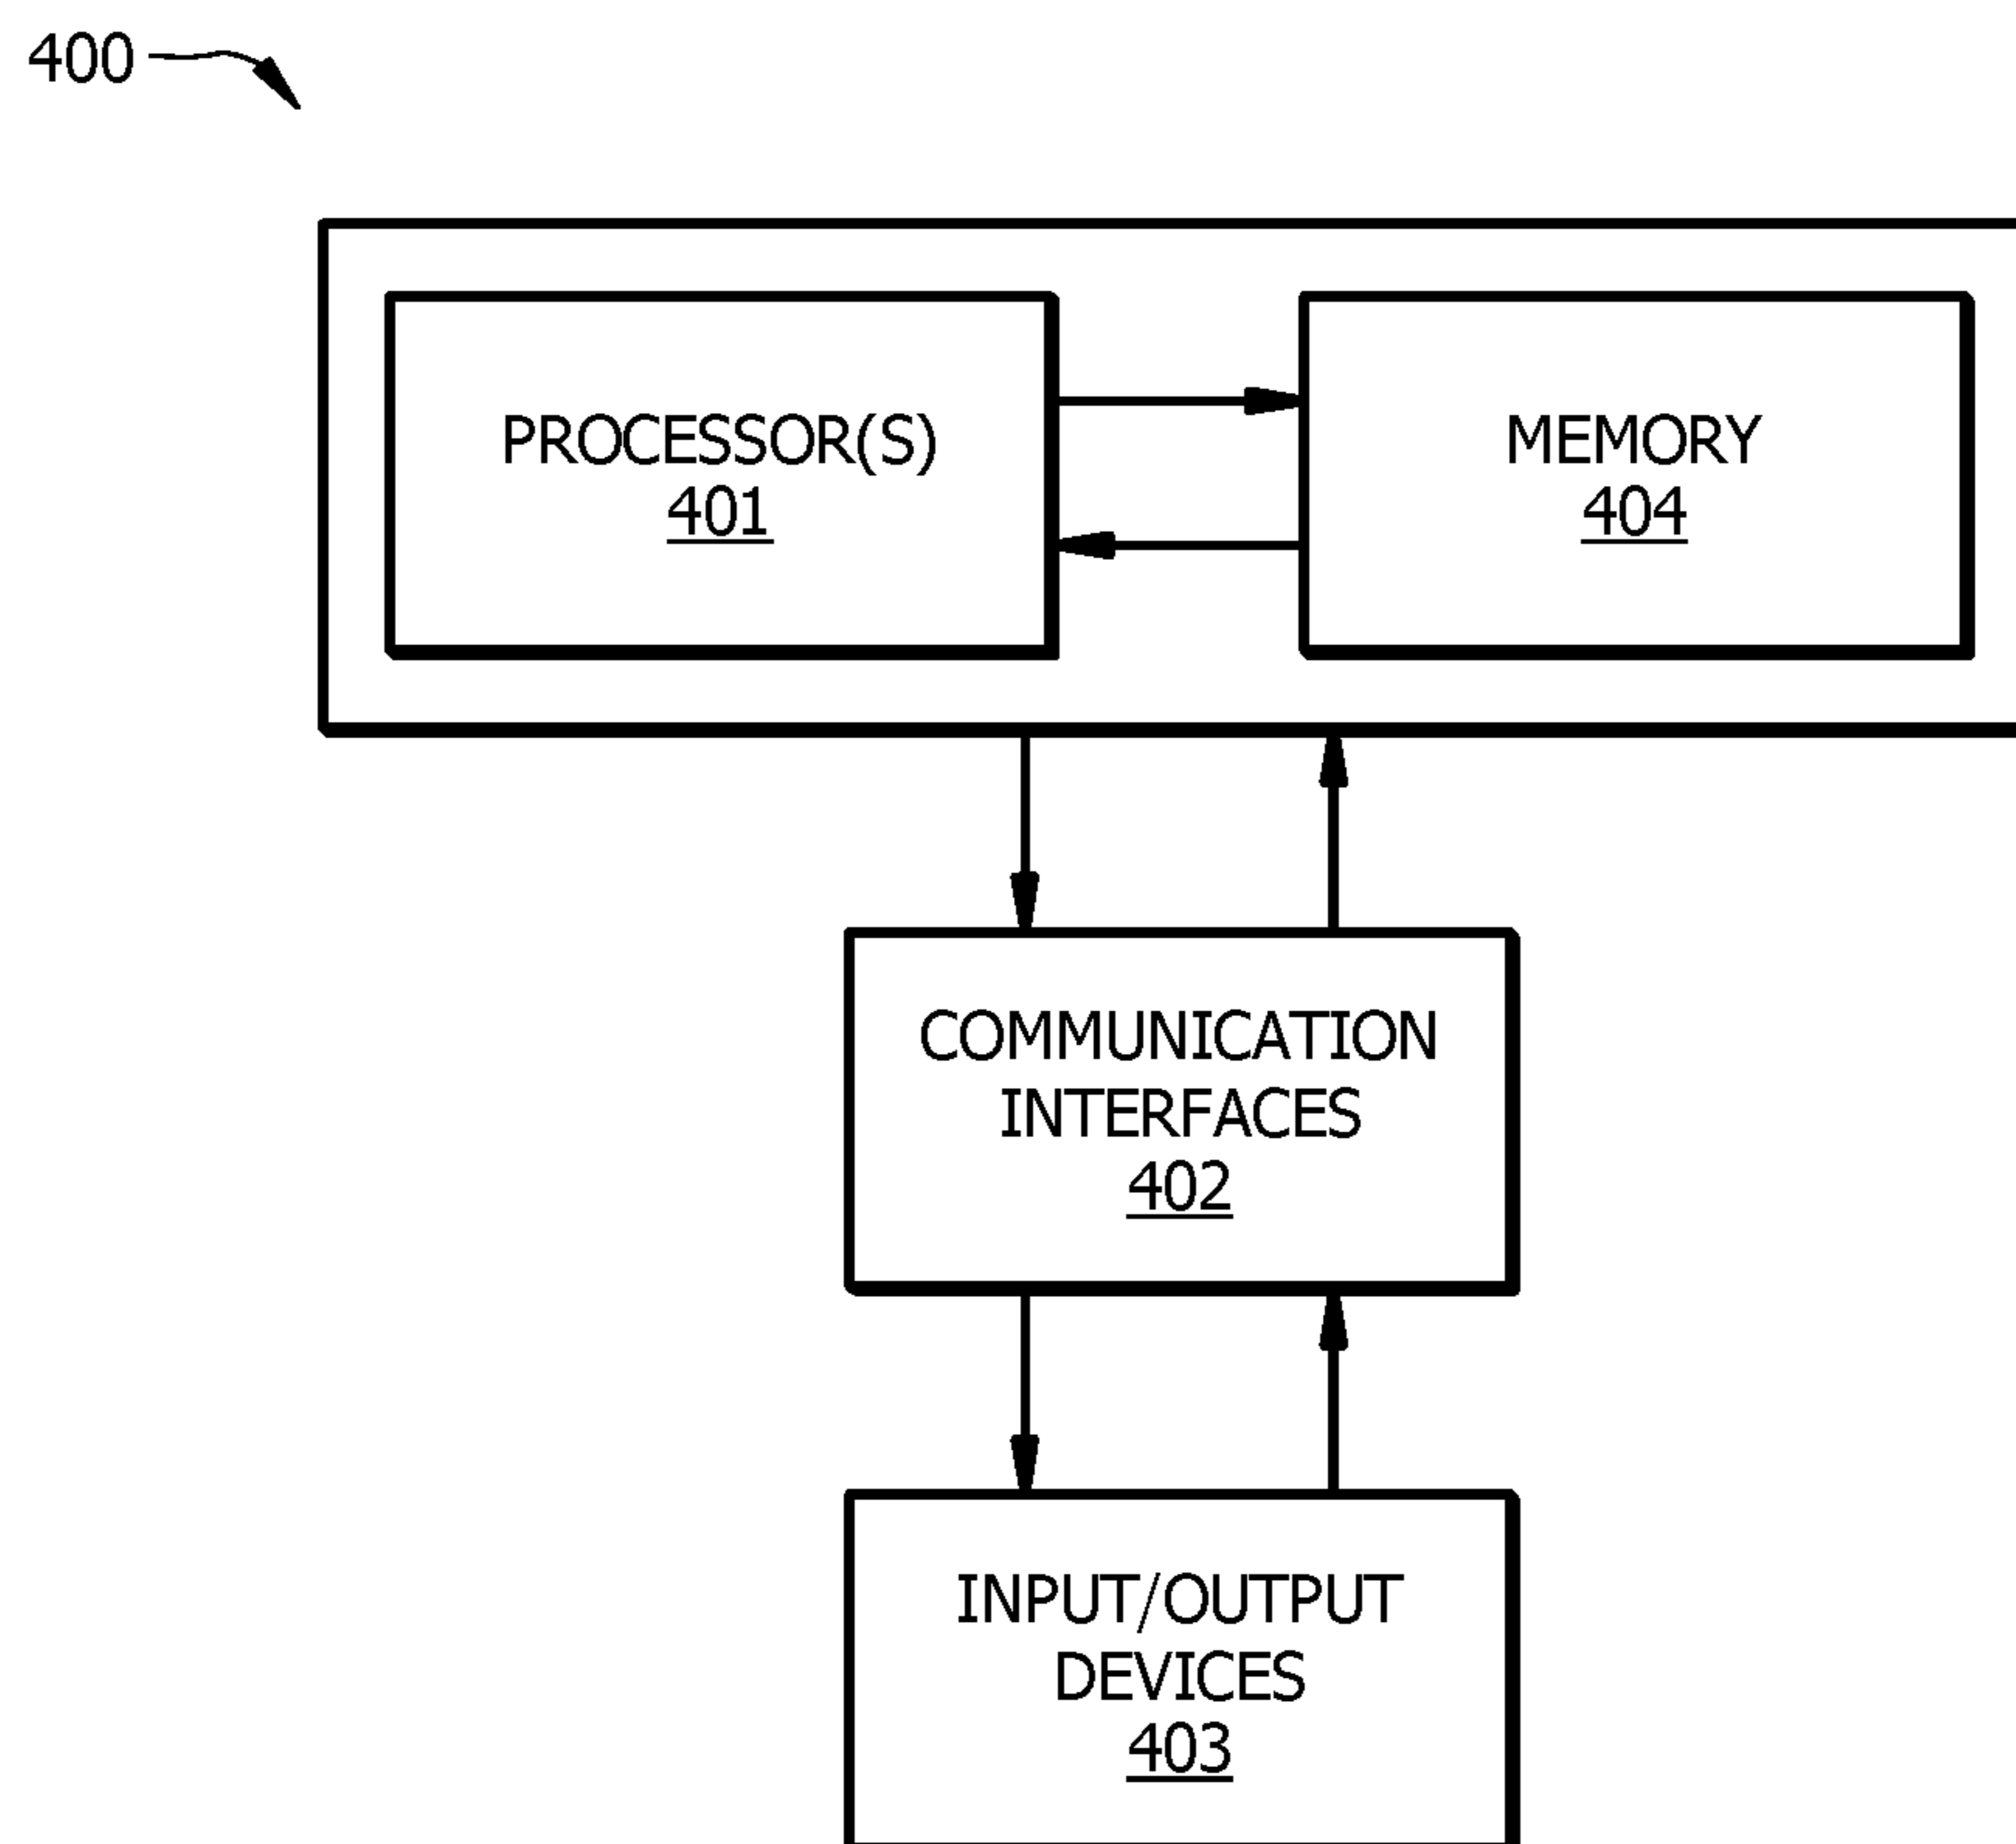 400
PROCESSOR(S)
401
MEMORY
404
COMMUNICATION
INTERFACES
402
INPUT/OUTPUT
DEVICES
403